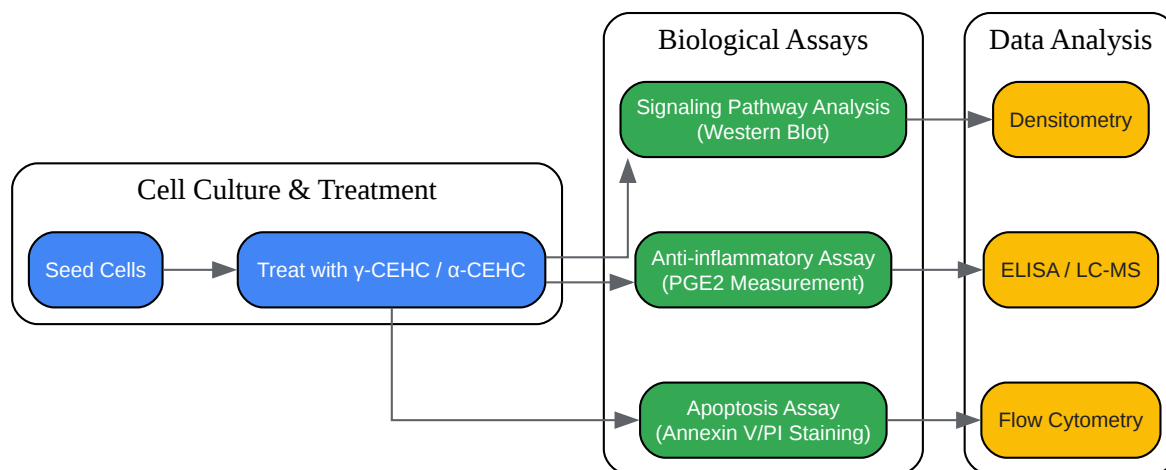 Cell Culture & Treatment
Seed Cells
Treat with γ-CEHC / α-CEHC
Biological Assays
Signaling Pathway Analysis
(Western Blot)
Anti-inflammatory Assay
(PGE2 Measurement)
Apoptosis Assay
(Annexin V/PI Staining)
Data Analysis
Densitometry
ELISA / LC-MS
Flow Cytometry